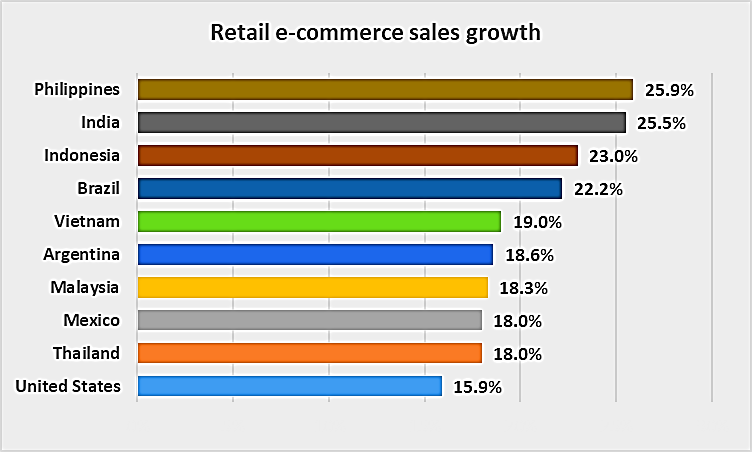 Retail e-commerce sales growth
Philippines 25.9%
India 25.5%
Indonesia 23.0%
Brazil 22.2%
Vietnam 19.0%
Argentina 18.6%
Malaysia 18.3%
Mexico 18.0%
Thailand 18.0%
United States 15.9%